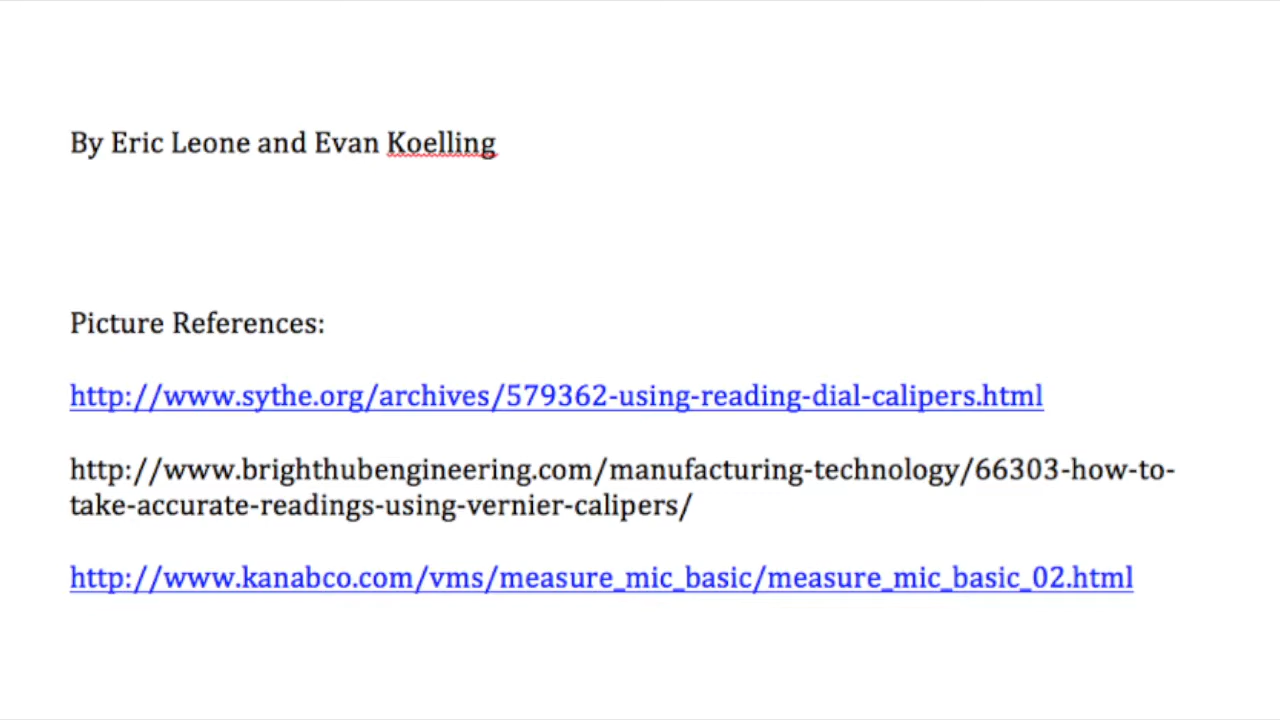 By Eric Leone and Evan Koelling
Picture References:
http://www.sythe.org/archives/579362-using-reading-dial-calipers.html
http://www.brighthubengineering.com/manufacturing-technology/66303-how-to-
take-accurate-readings-using-vernier-calipers/
http://www.kanabco.com/vms/measure_mic_basic/measure_mic_basic_02.html